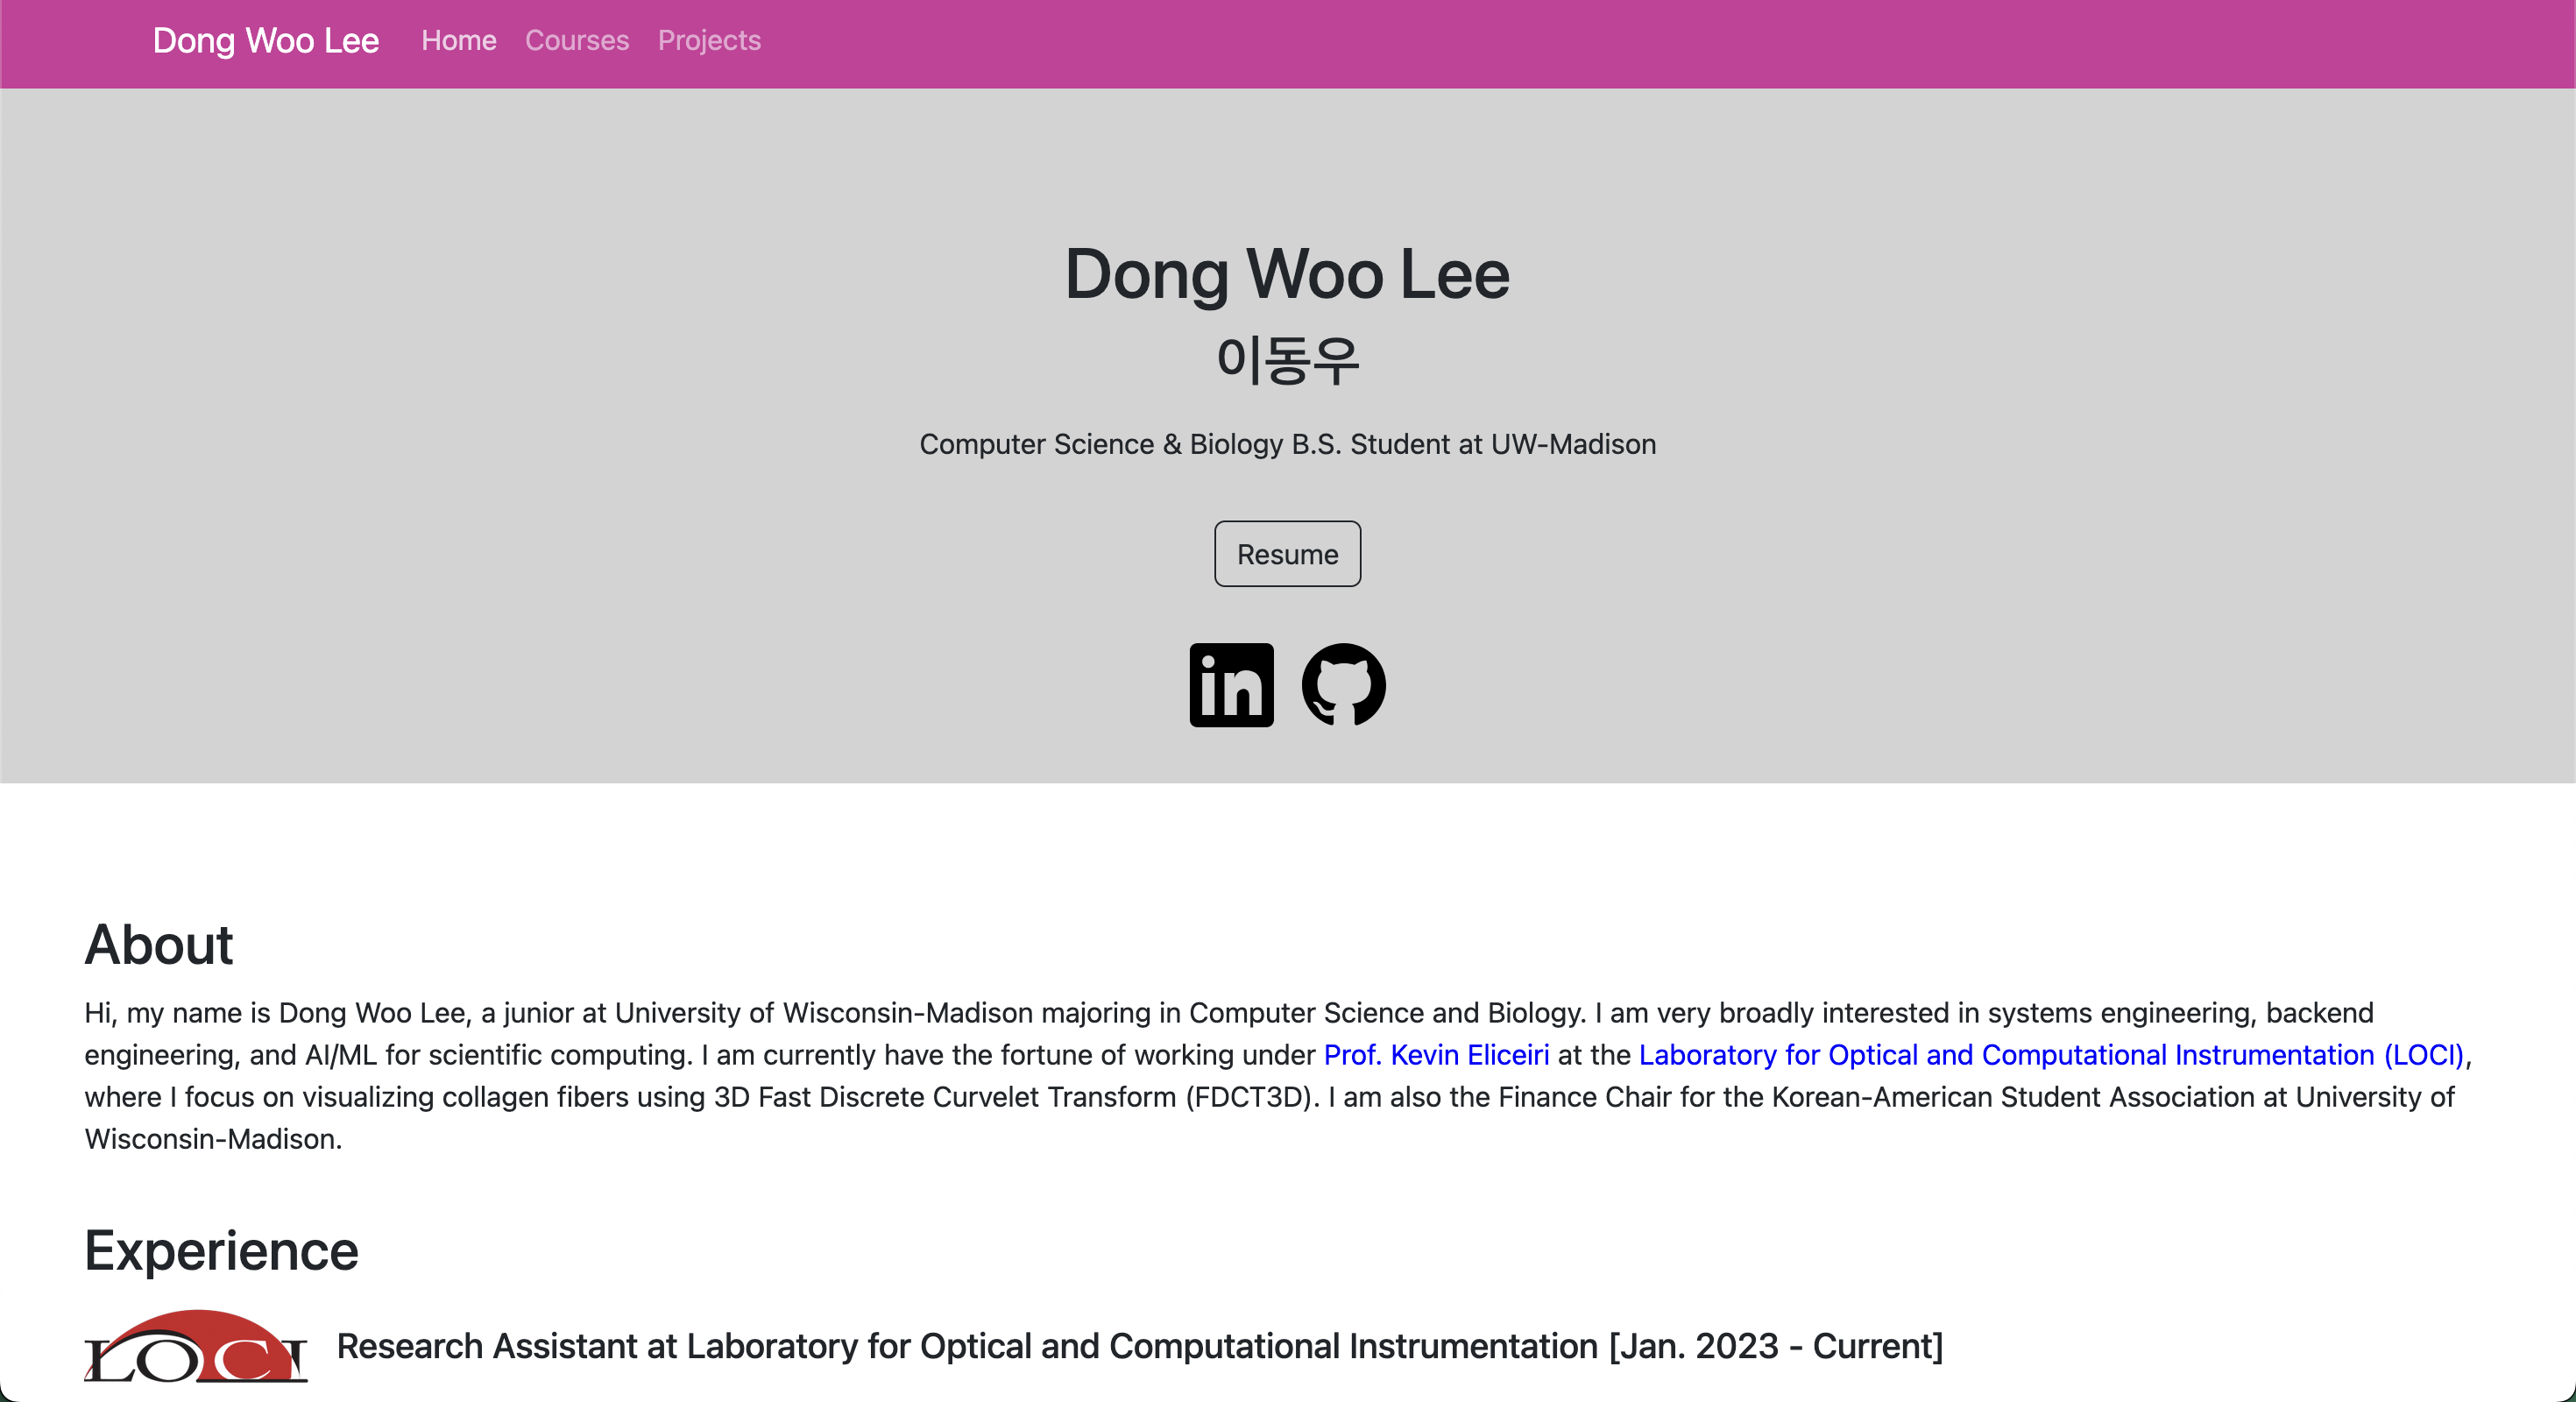 Dong Woo Lee Home Courses Projects
Dong Woo Lee
이동우
Computer Science & Biology B.S. Student at UW-Madison
Resume
in
About
Hi, my name is Dong Woo Lee, a junior at University of Wisconsin-Madison majoring in Computer Science and Biology. I am very broadly interested in systems engineering, backend
engineering, and AI/ML for scientific computing. I am currently have the fortune of working under Prof. Kevin Eliceiri at the Laboratory for Optical and Computational Instrumentation (LOCI),
where I focus on visualizing collagen fibers using 3D Fast Discrete Curvelet Transform (FDCT3D). I am also the Finance Chair for the Korean-American Student Association at University of
Wisconsin-Madison.
Experience
LOCI Research Assistant at Laboratory for Optical and Computational Instrumentation [Jan. 2023 - Current]